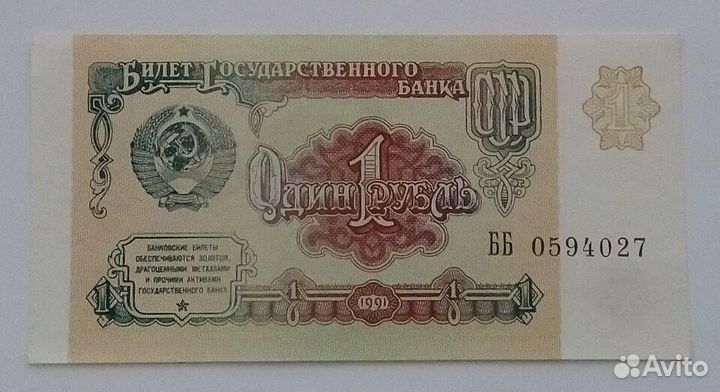 Билет Государственного
Банка
СССР
1
Один 1 Рубль
ББ 0594027
БАНКОВСКИЕ БИЛЕТЫ
ОБЕСПЕЧИВАЮТСЯ ЗОЛОТОМ,
ДРАГОЦЕННЫМИ МЕТАЛЛАМИ
И ПРОЧИМИ АКТИВАМИ
ГОСУДАРСТВЕННОГО БАНКА
1 1 1991 1 1
Avito